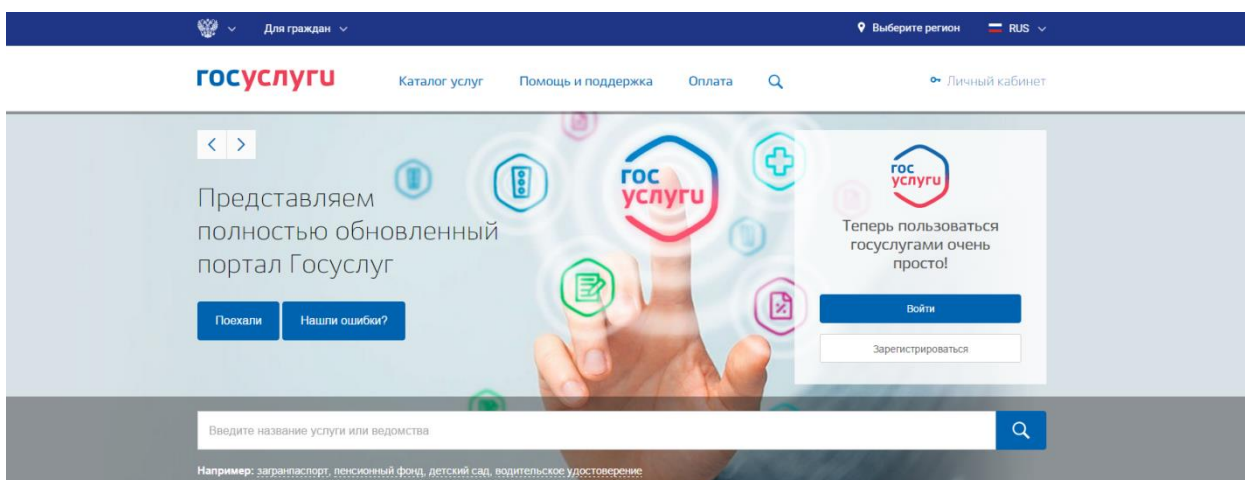 Для граждан
Выберите регион
RUS
госуслуги
Каталог услуг
Помощь и поддержка
Оплата
Личный кабинет
Представляем
полностью обновленный
портал Госуслуг
Поехали
Нашли ошибки?
гос
услуги
гос
услуги
Теперь пользоваться
госуслугами очень
просто!
Войти
Зарегистрироваться
Введите название услуги или ведомства
Например: загранпаспорт, пенсионный фонд, детский сад, водительское удостоверение